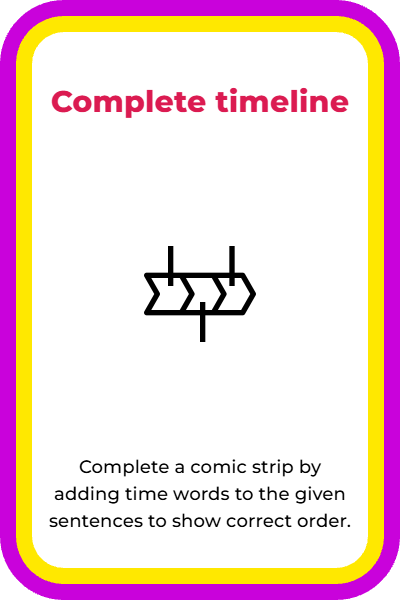 Complete timeline
Complete a comic strip by
adding time words to the given
sentences to show correct order.